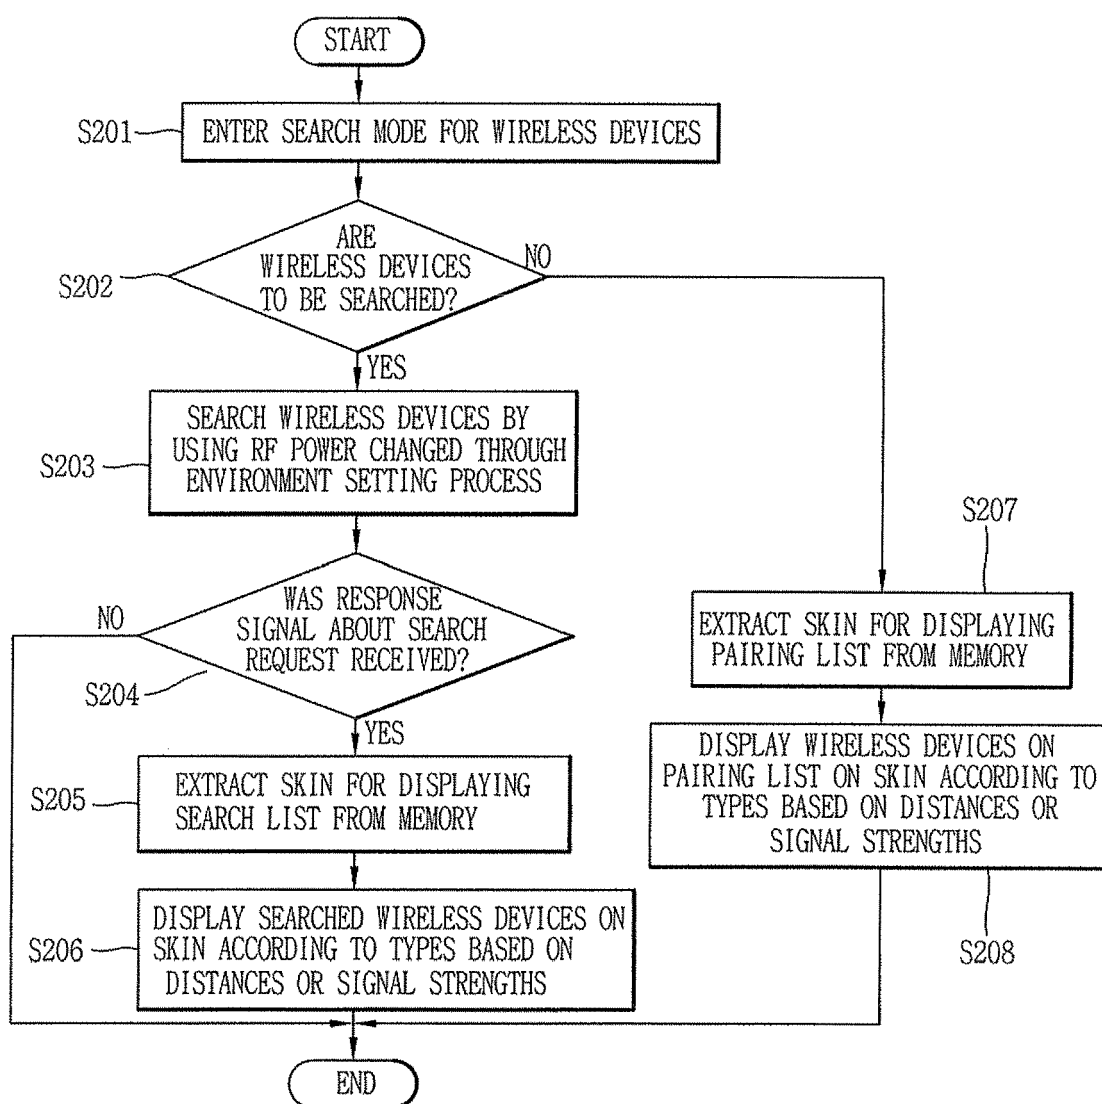 START
S201
ENTER SEARCH MODE FOR WIRELESS DEVICES
S202
ARE
WIRELESS DEVICES
TO BE SEARCHED?
NO
YES
S203
SEARCH WIRELESS DEVICES BY
USING RF POWER CHANGED THROUGH
ENVIRONMENT SETTING PROCESS
S204
WAS RESPONSE
SIGNAL ABOUT SEARCH
REQUEST RECEIVED?
NO
YES
S205
EXTRACT SKIN FOR DISPLAYING
SEARCH LIST FROM MEMORY
S206
DISPLAY SEARCHED WIRELESS DEVICES ON
SKIN ACCORDING TO TYPES BASED ON
DISTANCES OR SIGNAL STRENGTHS
S207
EXTRACT SKIN FOR DISPLAYING
PAIRING LIST FROM MEMORY
DISPLAY WIRELESS DEVICES ON
PAIRING LIST ON SKIN ACCORDING TO
TYPES BASED ON DISTANCES OR
SIGNAL STRENGTHS
S208
END